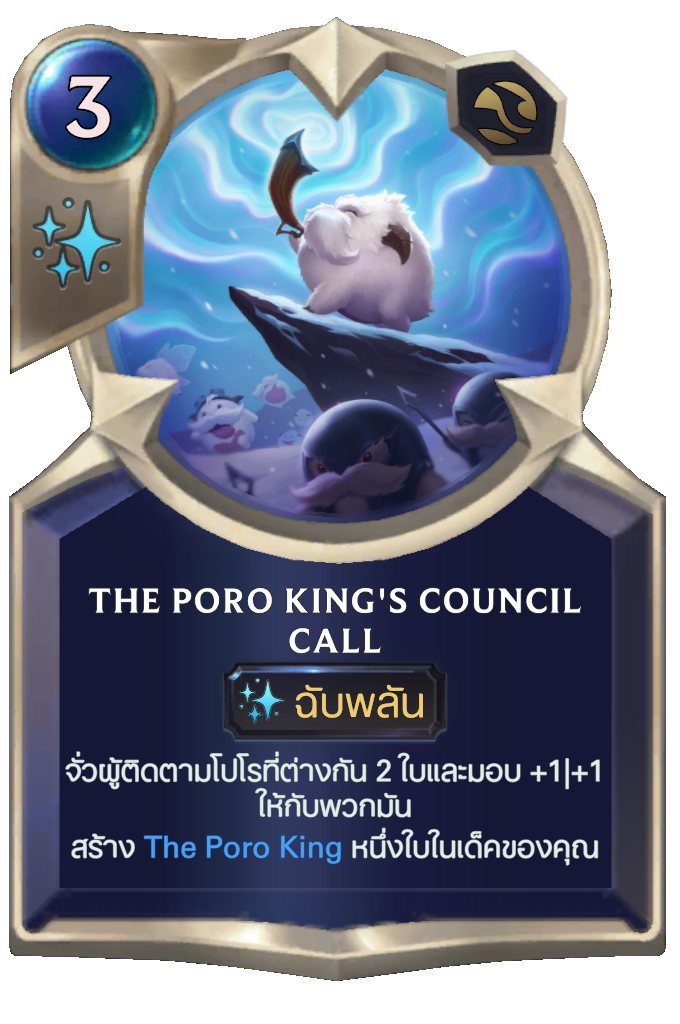 3
THE PORO KING'S COUNCIL
CALL
ฉับพลัน
จั่วผู้ติดตามโปโรที่ต่างกัน 2 ใบและมอบ +1|+1
ให้กับพวกมัน
สร้าง The Poro King หนึ่งใบในเด็คของคุณ